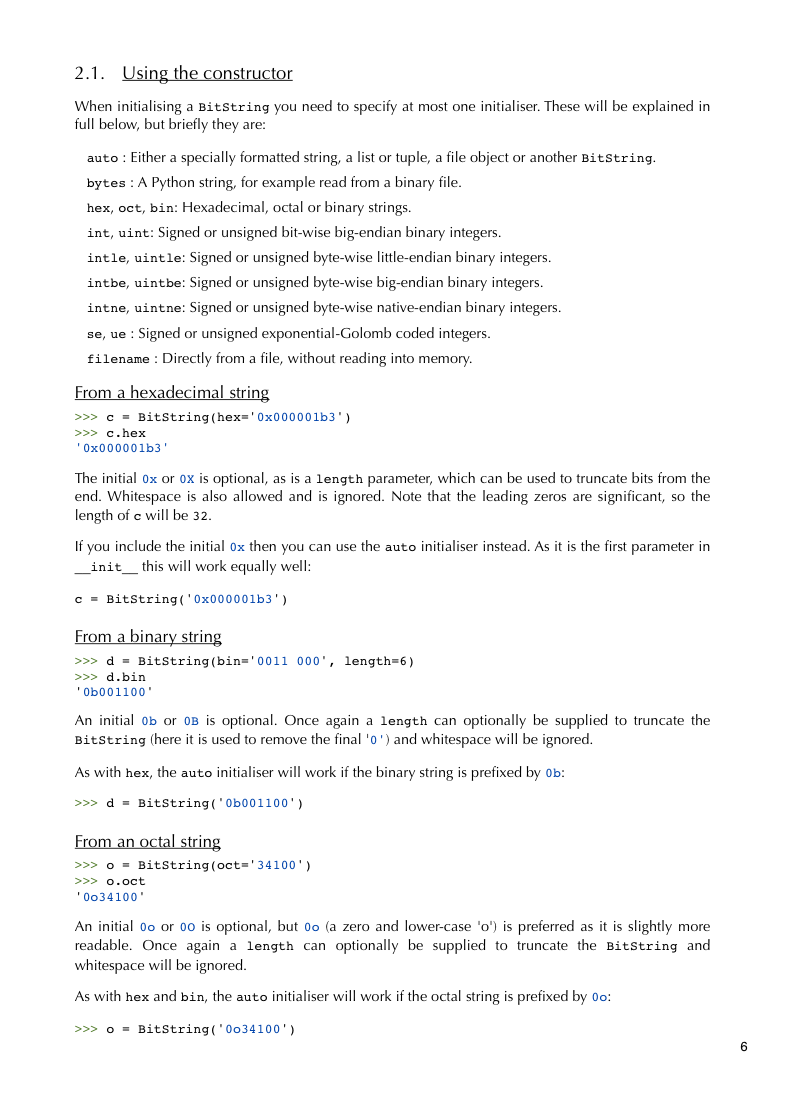 2.1. Using the constructor
When initialising a BitString you need to specify at most one initialiser. These will be explained in
full below, but briefly they are:
auto : Either a specially formatted string, a list or tuple, a file object or another BitString.
bytes : A Python string, for example read from a binary file.
hex, oct, bin: Hexadecimal, octal or binary strings.
int, uint: Signed or unsigned bit-wise big-endian binary integers.
intle, uintle: Signed or unsigned byte-wise little-endian binary integers.
intbe, uintbe: Signed or unsigned byte-wise big-endian binary integers.
intne, uintne: Signed or unsigned byte-wise native-endian binary integers.
se, ue : Signed or unsigned exponential-Golomb coded integers.
filename : Directly from a file, without reading into memory.
From a hexadecimal string
>>> c = BitString(hex='0x000001b3')
>>> c.hex
'0x000001b3'
The initial 0x or 0X is optional, as is a length parameter, which can be used to truncate bits from the
end. Whitespace is also allowed and is ignored. Note that the leading zeros are significant, so the
length of c will be 32.
If you include the initial 0x then you can use the auto initialiser instead. As it is the first parameter in
__init__ this will work equally well:
c = BitString('0x000001b3')
From a binary string
>>> d = BitString(bin='0011 000', length=6)
>>> d.bin
'0b001100'
An initial 0b or 0B is optional. Once again a length can optionally be supplied to truncate the
BitString (here it is used to remove the final '0') and whitespace will be ignored.
As with hex, the auto initialiser will work if the binary string is prefixed by 0b:
>>> d = BitString('0b001100')
From an octal string
>>> o = BitString(oct='34100')
>>> o.oct
'0o34100'
An initial 0o or 0O is optional, but 0o (a zero and lower-case 'o') is preferred as it is slightly more
readable. Once again a length can optionally be supplied to truncate the BitString and
whitespace will be ignored.
As with hex and bin, the auto initialiser will work if the octal string is prefixed by 0o:
>>> o = BitString('0o34100')
6